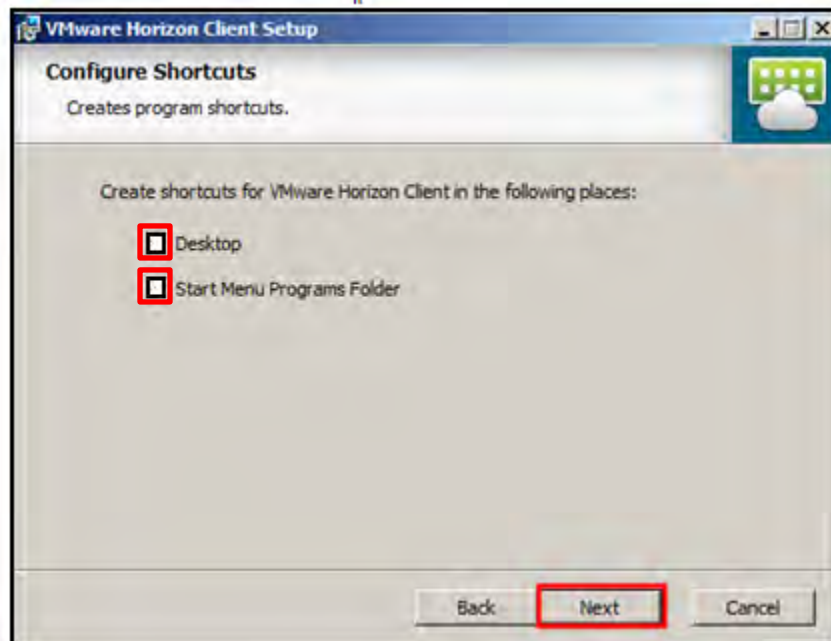 VMware Horizon Client Setup
Configure Shortcuts
Creates program shortcuts.
Create shortcuts for VMware Horizon Client in the following places:
Desktop
Start Menu Programs Folder
Back Next Cancel